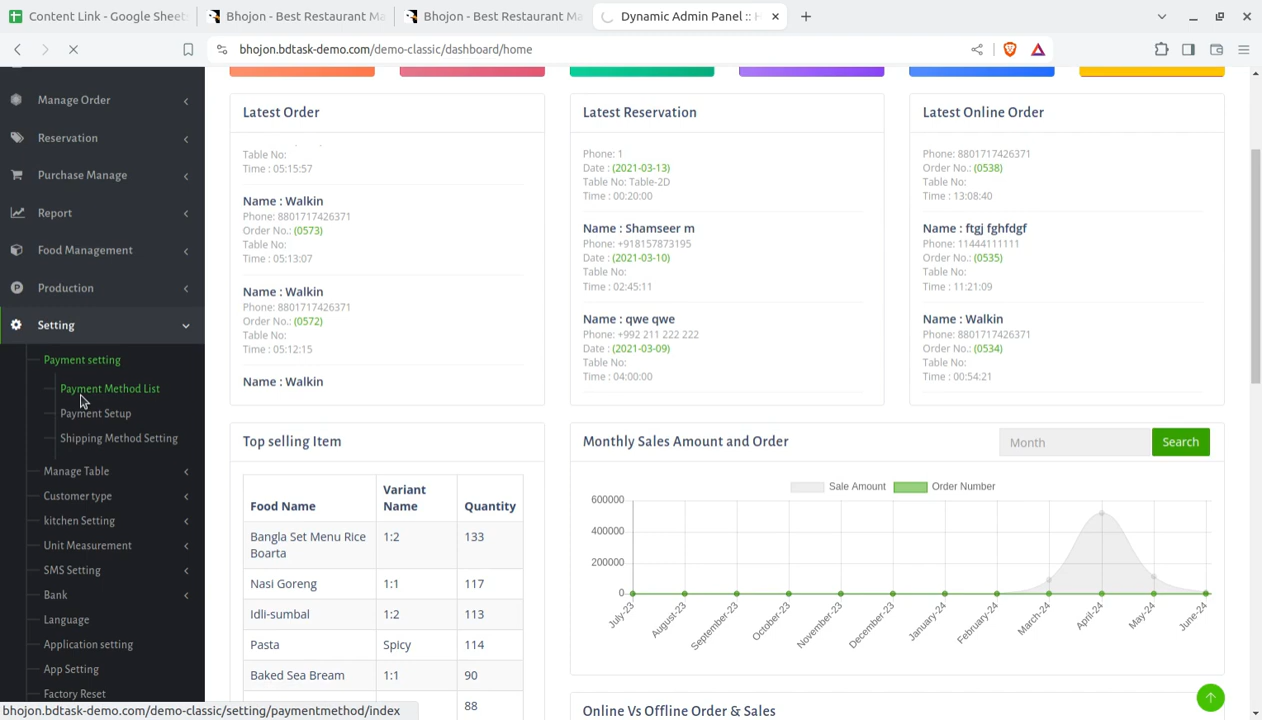 Content Link - Google Sheets
Bhojon - Best Restaurant Ma
Bhojon - Best Restaurant Ma
Dynamic Admin Panel :: H
bhojon.bdtask-demo.com/demo-classic/dashboard/home
Manage Order
Reservation
Purchase Manage
Report
Food Management
P Production
Setting
Payment setting
Payment Method List
Payment Setup
Shipping Method Setting
Manage Table
Customer type
kitchen Setting
Unit Measurement
SMS Setting
Bank
Language
Application setting
App Setting
Factory Reset
bhojon.bdtask-demo.com/demo-classic/setting/paymentmethod/index
Latest Order
Table No:
Time : 05:15:57
Name : Walkin
Phone: 8801717426371
Order No.: (0573)
Table No:
Time : 05:13:07
Name : Walkin
Phone: 8801717426371
Order No.: (0572)
Table No:
Time : 05:12:15
Name : Walkin
Latest Reservation
Phone: 1
Date : (2021-03-13)
Table No: Table-2D
Time : 00:20:00
Name : Shamseer m
Phone: +918157873195
Date : (2021-03-10)
Table No:
Time : 02:45:11
Name : qwe qwe
Phone: +992 211 222 222
Date : (2021-03-09)
Table No:
Time : 04:00:00
Latest Online Order
Phone: 8801717426371
Order No.: (0538)
Table No:
Time : 13:08:40
Name : ftgj fghfdgf
Phone: 11444111111
Order No.: (0535)
Table No:
Time : 11:21:09
Name : Walkin
Phone: 8801717426371
Order No.: (0534)
Table No:
Time : 00:54:21
Top selling Item
Food Name Variant Name Quantity
Bangla Set Menu Rice Boarta 1:2 133
Nasi Goreng 1:1 117
Idli-sumbal 1:2 113
Pasta Spicy 114
Baked Sea Bream 1:1 90
88
Monthly Sales Amount and Order
Month Search
Sale Amount Order Number
600000
400000
200000
0
July-23 August-23 September-23 October-23 November-23 December-23 January-24 February-24 March-24 April-24 May-24 June-24
Online Vs Offline Order & Sales